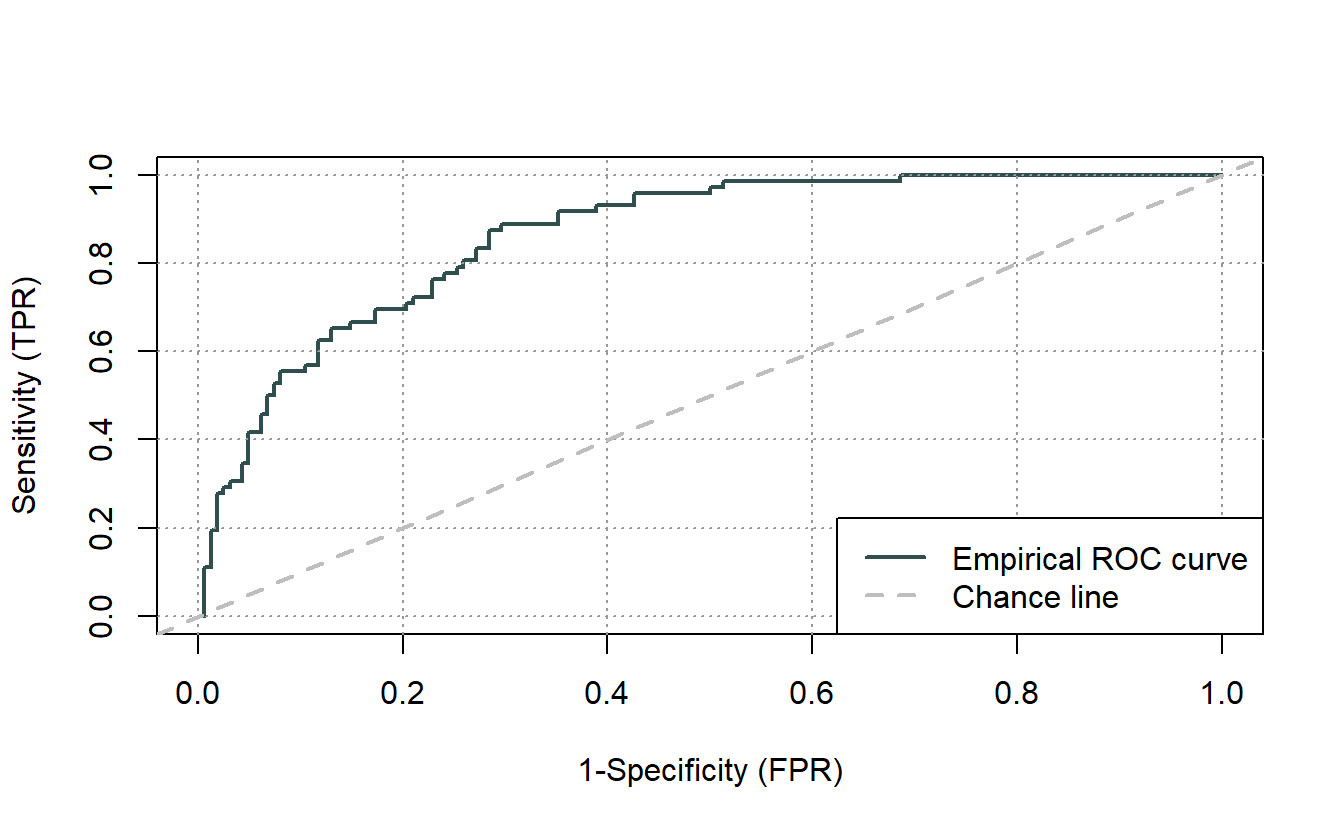 Sensitivity (TPR)
1.0
0.8
0.6
0.4
0.2
0.0
Empirical ROC curve
Chance line
0.0 0.2 0.4 0.6 0.8 1.0
1-Specificity (FPR)